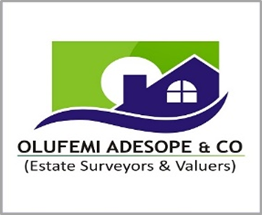 OLUFEMI ADESOPE & CO
(Estate Surveyors & Valuers)